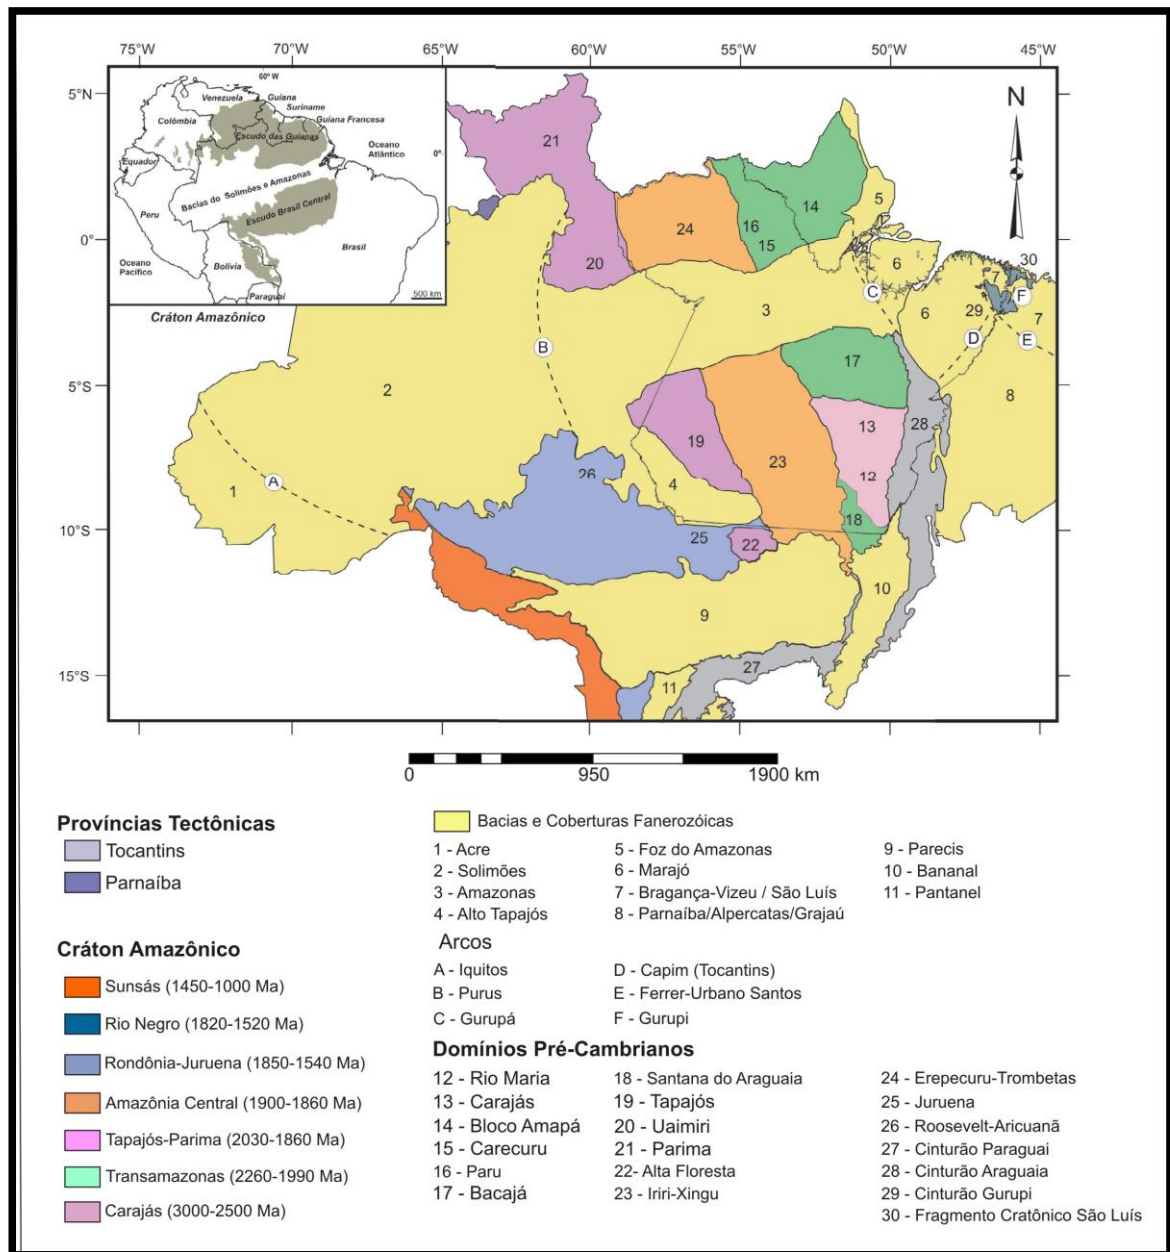 75°W 70°W 65°W 60°W 55°W 50°W 45°W
5°N
0°
5°S
10°S
15°S
60° W
Venezuela
Guiana
Suriname
Guiana Francesa
Colômbia
Escudo das Guianas
Oceano
Atlântico
Equador
0°
Bacias do Solimões e Amazonas
Peru
Escudo Brasil Central
Brasil
Bolívia
Oceano
Pacífico
Paraguai
500 km
Cráton Amazônico
N
21
5
14
16
24
15
20
6
30
7
F
C
3
6
29
7
D
E
B
17
2
8
13
28
19
23
26
12
1
A
4
18
25
22
10
9
27
11
0 950 1900 km
Províncias Tectônicas
Tocantins
Parnaíba
Cráton Amazônico
Sunsás (1450-1000 Ma)
Rio Negro (1820-1520 Ma)
Rondônia-Juruena (1850-1540 Ma)
Amazônia Central (1900-1860 Ma)
Tapajós-Parima (2030-1860 Ma)
Transamazonas (2260-1990 Ma)
Carajás (3000-2500 Ma)
Bacias e Coberturas Fanerozóicas
1 - Acre
2 - Solimões
3 - Amazonas
4 - Alto Tapajós
5 - Foz do Amazonas
6 - Marajó
7 - Bragança-Vizeu / São Luís
8 - Parnaíba/Alpercatas/Grajaú
9 - Parecis
10 - Bananal
11 - Pantanel
Arcos
A - Iquitos
B - Purus
C - Gurupá
D - Capim (Tocantins)
E - Ferrer-Urbano Santos
F - Gurupi
Domínios Pré-Cambrianos
12 - Rio Maria
13 - Carajás
14 - Bloco Amapá
15 - Carecuru
16 - Paru
17 - Bacajá
18 - Santana do Araguaia
19 - Tapajós
20 - Uaimiri
21 - Parima
22- Alta Floresta
23 - Iriri-Xingu
24 - Erepecuru-Trombetas
25 - Juruena
26 - Roosevelt-Aricuanã
27 - Cinturão Paraguai
28 - Cinturão Araguaia
29 - Cinturão Gurupi
30 - Fragmento Cratônico São Luís